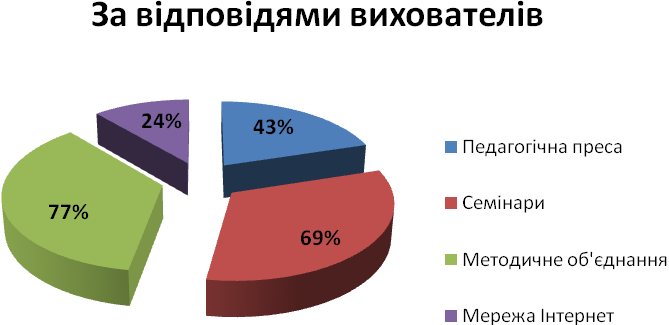 За відповідями вихователів
24%
43%
77%
69%
Педагогічна преса
Семінари
Методичне об'єднання
Мережа Інтернет